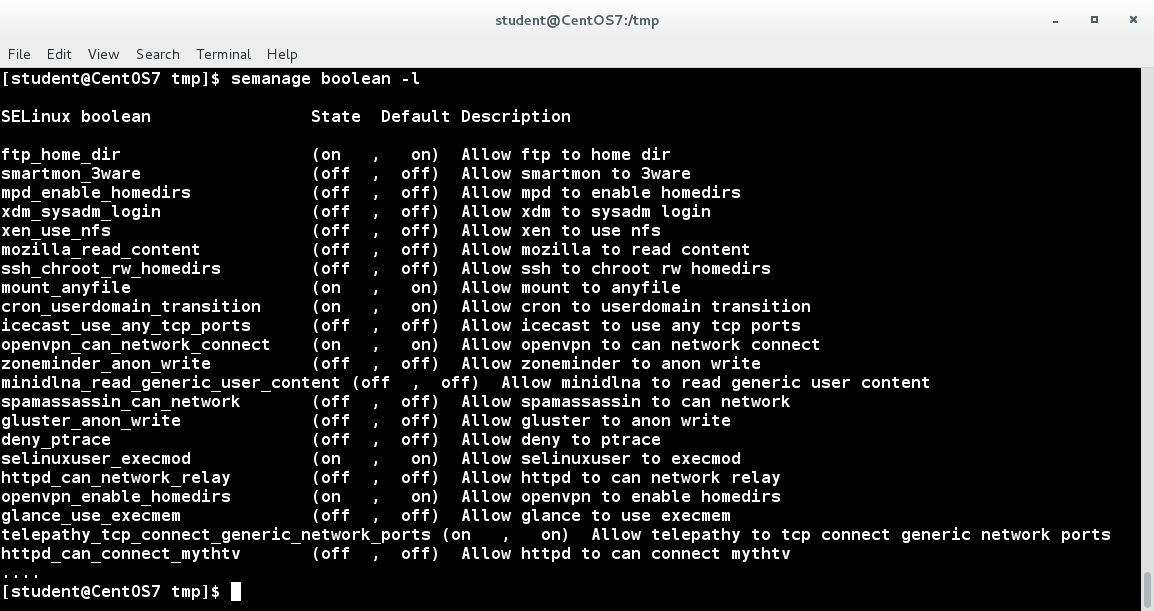 student@CentOS7:/tmp
File Edit View Search Terminal Help
[student@CentOS7 tmp]$ semanage boolean -l
SELinux boolean                State  Default Description
ftp_home_dir                   (on   ,   on)  Allow ftp to home dir
smartmon_3ware                 (off  ,  off)  Allow smartmon to 3ware
mpd_enable_homedirs            (off  ,  off)  Allow mpd to enable homedirs
xdm_sysadm_login               (off  ,  off)  Allow xdm to sysadm login
xen_use_nfs                    (off  ,  off)  Allow xen to use nfs
mozilla_read_content           (off  ,  off)  Allow mozilla to read content
ssh_chroot_rw_homedirs         (off  ,  off)  Allow ssh to chroot rw homedirs
mount_anyfile                  (on   ,   on)  Allow mount to anyfile
cron_userdomain_transition     (on   ,   on)  Allow cron to userdomain transition
icecast_use_any_tcp_ports      (off  ,  off)  Allow icecast to use any tcp ports
openvpn_can_network_connect    (on   ,   on)  Allow openvpn to can network connect
zoneminder_anon_write          (off  ,  off)  Allow zoneminder to anon write
minidlna_read_generic_user_content (off  ,  off)  Allow minidlna to read generic user content
spamassassin_can_network       (off  ,  off)  Allow spamassassin to can network
gluster_anon_write             (off  ,  off)  Allow gluster to anon write
deny_ptrace                    (off  ,  off)  Allow deny to ptrace
selinuxuser_execmod            (on   ,   on)  Allow selinuxuser to execmod
httpd_can_network_relay        (off  ,  off)  Allow httpd to can network relay
openvpn_enable_homedirs        (on   ,   on)  Allow openvpn to enable homedirs
glance_use_execmem             (off  ,  off)  Allow glance to use execmem
telepathy_tcp_connect_generic_network_ports (on   ,   on)  Allow telepathy to tcp connect generic network ports
httpd_can_connect_mythtv       (off  ,  off)  Allow httpd to can connect mythtv
....
[student@CentOS7 tmp]$